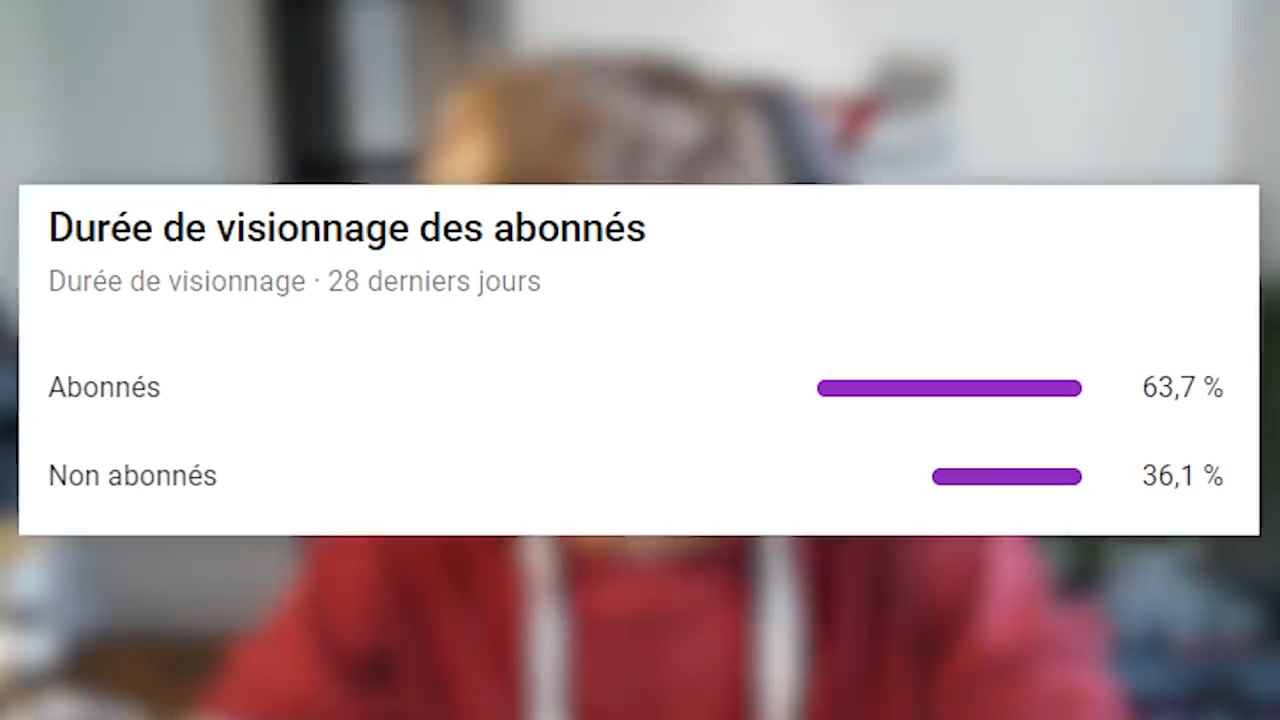 Durée de visionnage des abonnés
Durée de visionnage · 28 derniers jours
Abonnés 63,7 %
Non abonnés 36,1 %